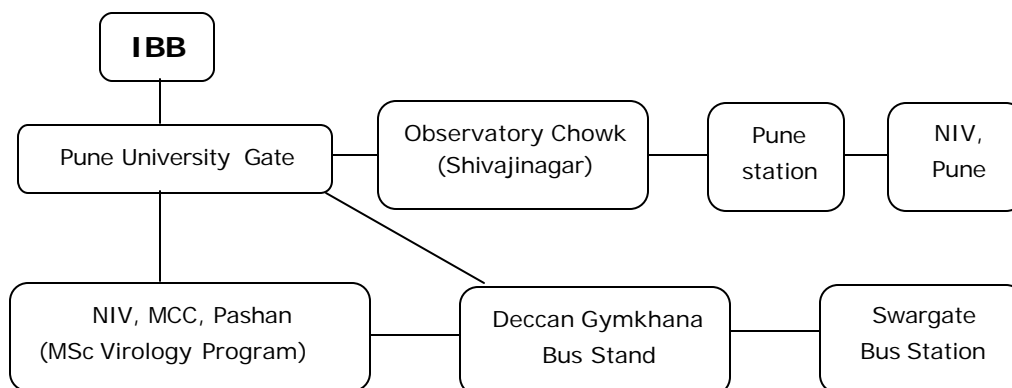 IBB
Pune University Gate
Observatory Chowk
(Shivajinagar)
Pune
station
NIV,
Pune
NIV, MCC, Pashan
(MSc Virology Program)
Deccan Gymkhana
Bus Stand
Swargate
Bus Station